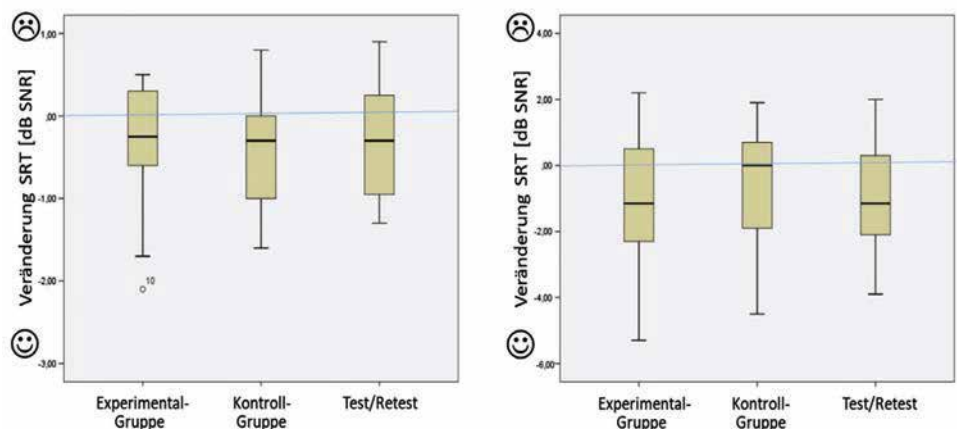 Veränderung SRT [dB SNR]
1,00
,00
-1,00
-2,00
-3,00
10
Experimental-
Gruppe
Kontroll-
Gruppe
Test/Retest
Veränderung SRT [dB SNR]
4,00
2,00
,00
-2,00
-4,00
-6,00
Experimental-
Gruppe
Kontroll-
Gruppe
Test/Retest